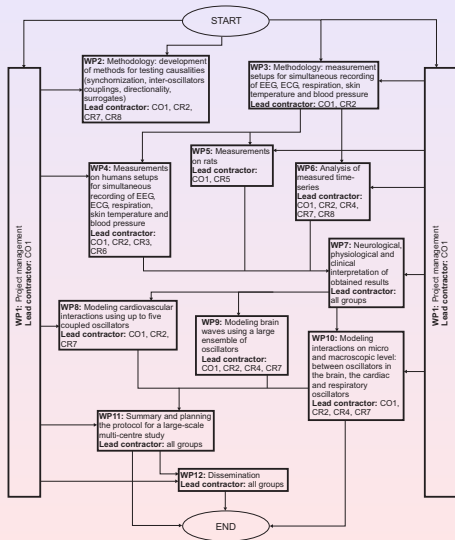 START
WP2: Methodology: development
of methods for testing causalities
(synchornization, inter-oscillators
couplings, directionality,
surrogates)
Lead contractor: CO1, CR2,
CR7, CR8
WP3: Methodology: measurement
setups for simultaneous recording
of EEG, ECG, respiration, skin
temperature and blood pressure
Lead contractor: CO1, CR2
WP1: Project management
Lead contractor: CO1
WP1: Project management
Lead contractor: CO1
WP4: Measurements
on humans setups
for simultaneous
recording of EEG,
ECG, respiration,
skin temperature and
blood pressure
Lead contractor:
CO1, CR2, CR3,
CR6
WP5: Measurements
on rats
Lead contractor:
CO1, CR5
WP6: Analysis of
measured time-
series
Lead contractor:
CO1, CR2, CR4,
CR7, CR8
WP7: Neurological,
physiological and
clinical
interpretation of
obtained results
Lead contractor:
all groups
WP8: Modeling cardiovascular
interactions using up to five
coupled oscillators
Lead contractor: CO1, CR2,
CR7
WP9: Modeling brain
waves using a large
ensemble of
oscillators
Lead contractor:
CO1, CR2, CR4, CR7
WP10: Modeling
interactions on micro
and macroscopic level:
between oscillators in
the brain, the cardiac
and respiratory
oscillators
Lead contractor: CO1,
CR2, CR4, CR7
WP11: Summary and planning
the protocol for a large-scale
multi-centre study
Lead contractor: all groups
WP12: Dissemination
Lead contractor: all groups
END